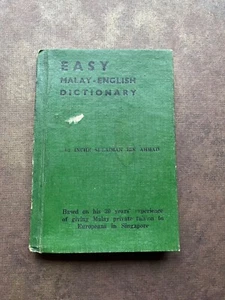 EASY
MALAY-ENGLISH
DICTIONARY
BIN AHMAD
Based on his 30 years' experience
of giving Malay private tuition to
Europeans in Singapore